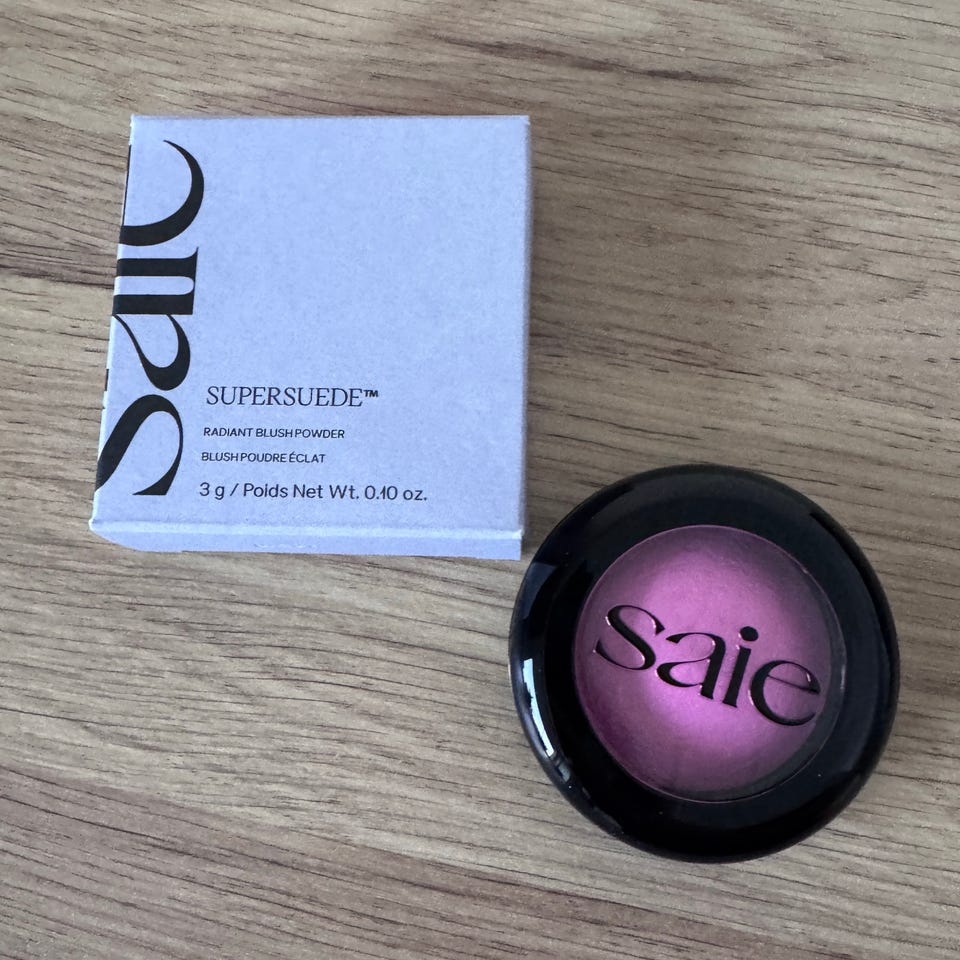 saie
SUPERSUEDE™
RADIANT BLUSH POWDER
BLUSH POUDRE ÉCLAT
3 g / Poids Net Wt. 0.10 oz.
saie